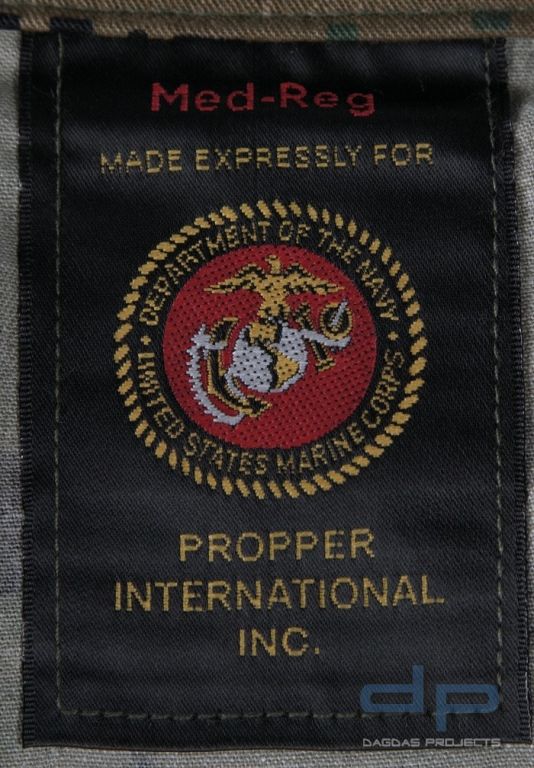 Med-Reg
MADE EXPRESSLY FOR
DEPARTMENT OF THE NAVY
UNITED STATES MARINE CORPS
PROPPER
INTERNATIONAL
INC.
dp
DAGDAS PROJECTS